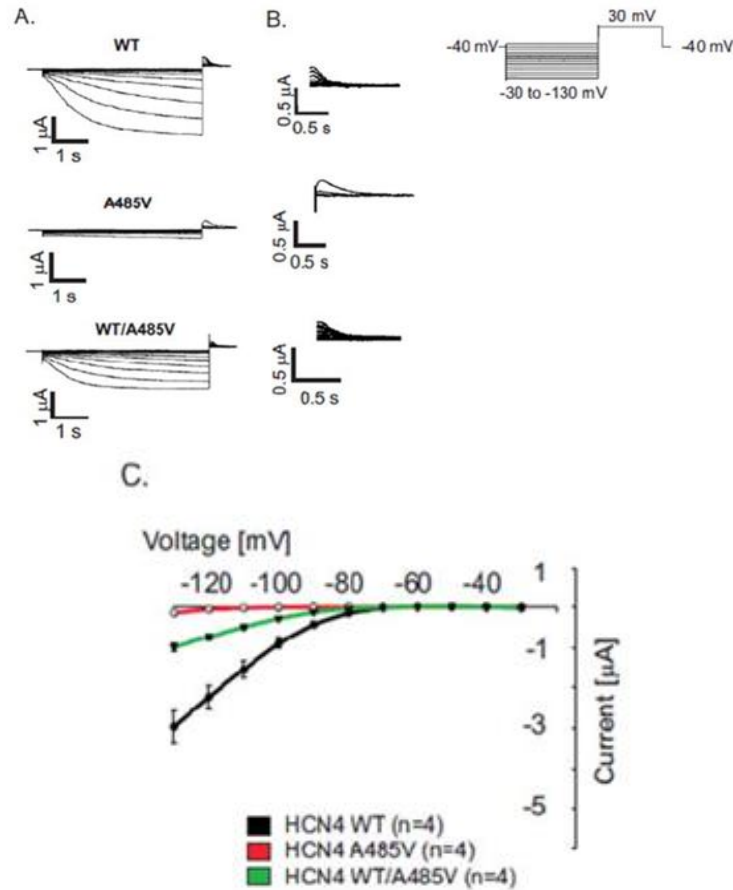 A.
WT
1 µA
1 s
A485V
1 µA
1 s
WT/A485V
1 µA
1 s
B.
0.5 µA
0.5 s
0.5 µA
0.5 s
0.5 µA
0.5 s
30 mV
-40 mV
-40 mV
-30 to -130 mV
C.
Voltage [mV]
-120 -100 -80 -60 -40
1
-1
-3
-5
Current [µA]
HCN4 WT (n=4)
HCN4 A485V (n=4)
HCN4 WT/A485V (n=4)